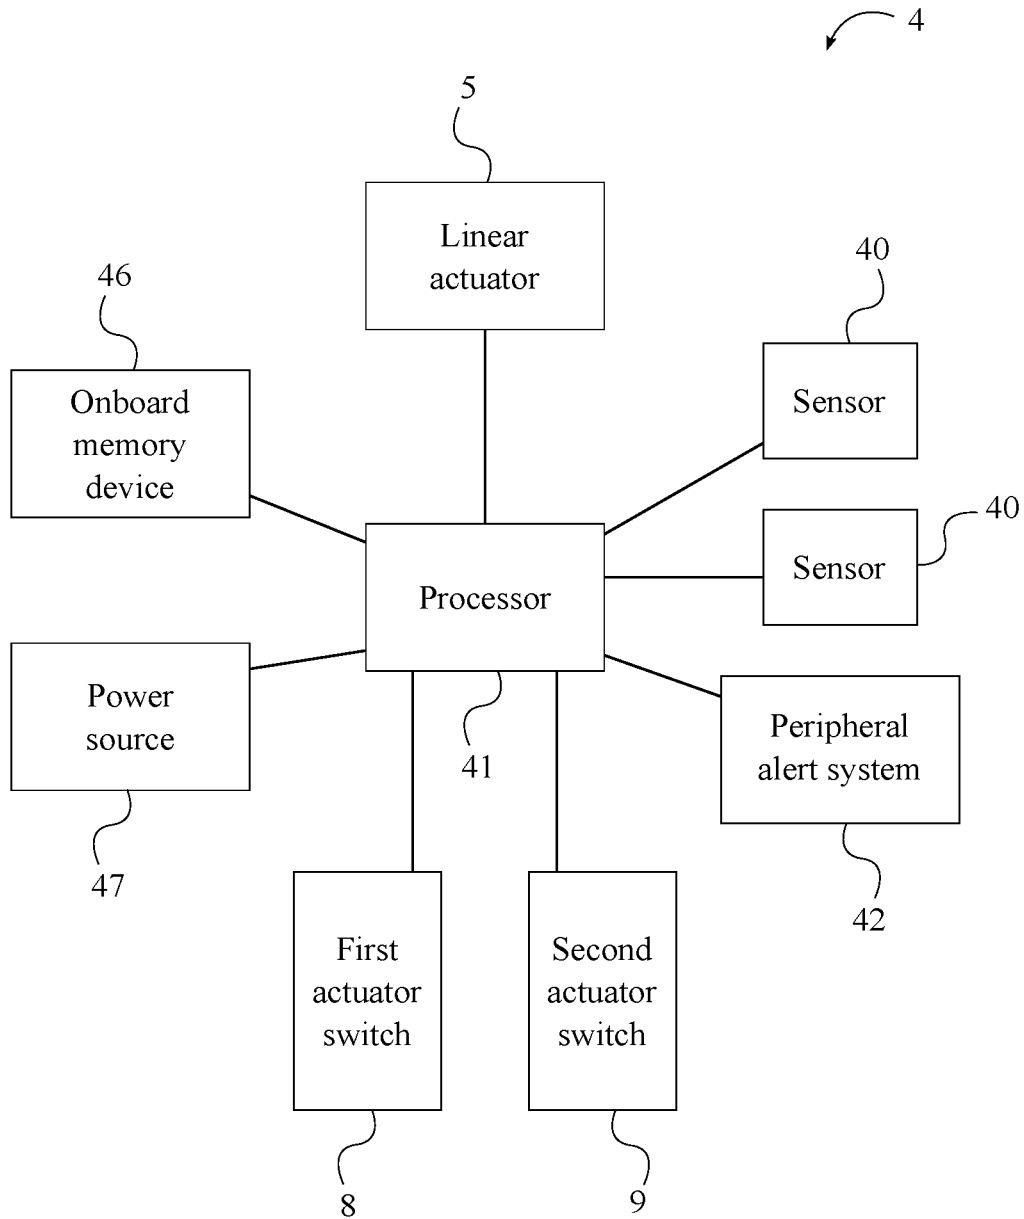 4
5
Linear
actuator
46
40
Onboard
memory
device
Sensor
40
Sensor
Processor
Power
source
41
Peripheral
alert system
47
42
First
actuator
switch
Second
actuator
switch
8
9